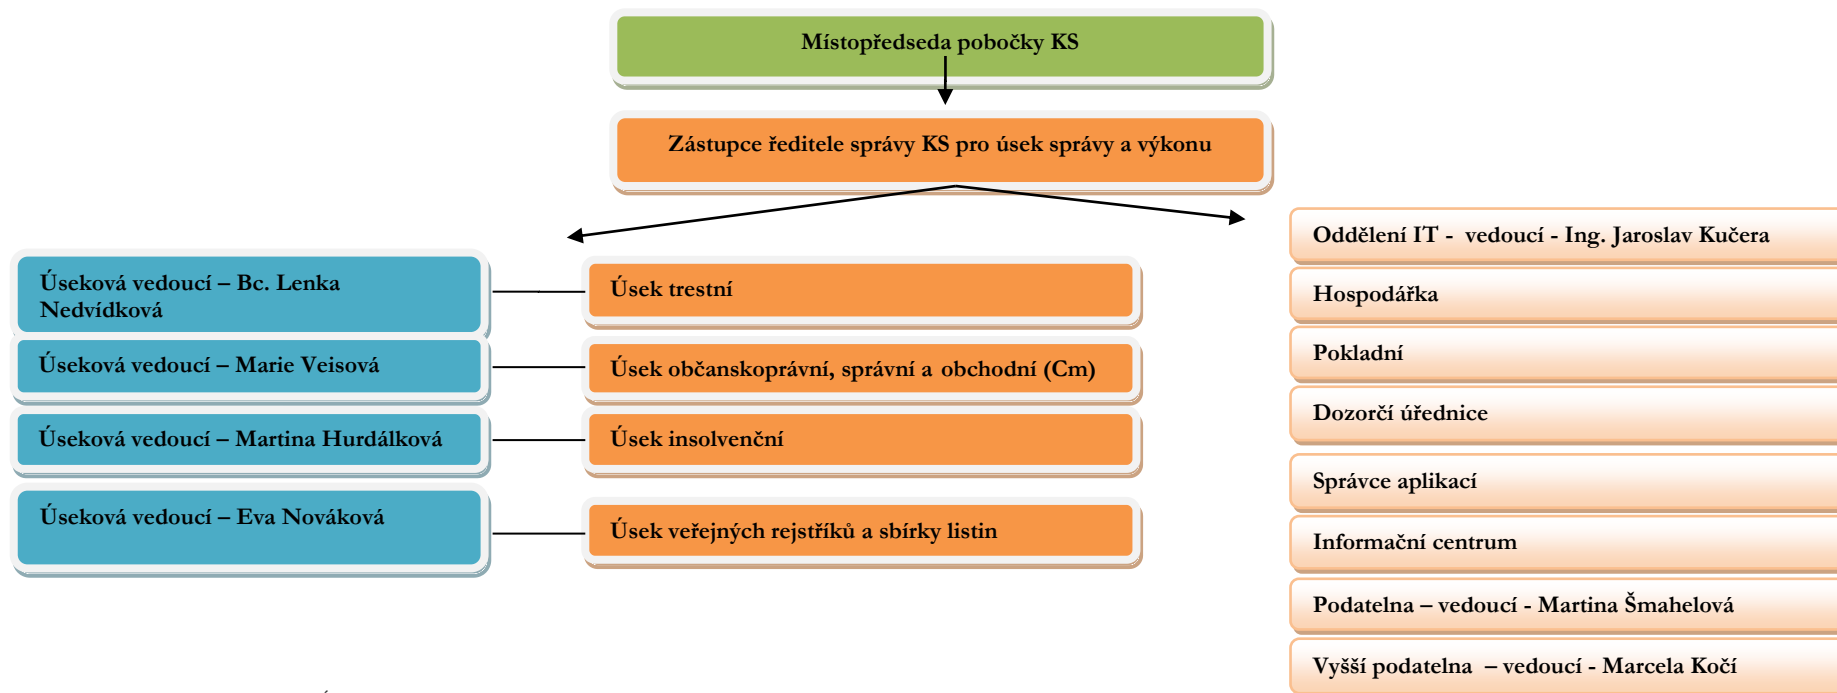 Místopředseda pobočky KS
Zástupce ředitele správy KS pro úsek správy a výkonu
Úseková vedoucí – Bc. Lenka
Nedvídková
Úsek trestní
Úseková vedoucí – Marie Veisová
Úsek občanskoprávní, správní a obchodní (Cm)
Úseková vedoucí – Martina Hurdálková
Úsek insolvenční
Úseková vedoucí – Eva Nováková
Úsek veřejných rejstříků a sbírky listin
Oddělení IT - vedoucí - Ing. Jaroslav Kučera
Hospodářka
Pokladní
Dozorčí úřednice
Správce aplikací
Informační centrum
Podatelna – vedoucí - Martina Šmahelová
Vyšší podatelna – vedoucí - Marcela Kočí